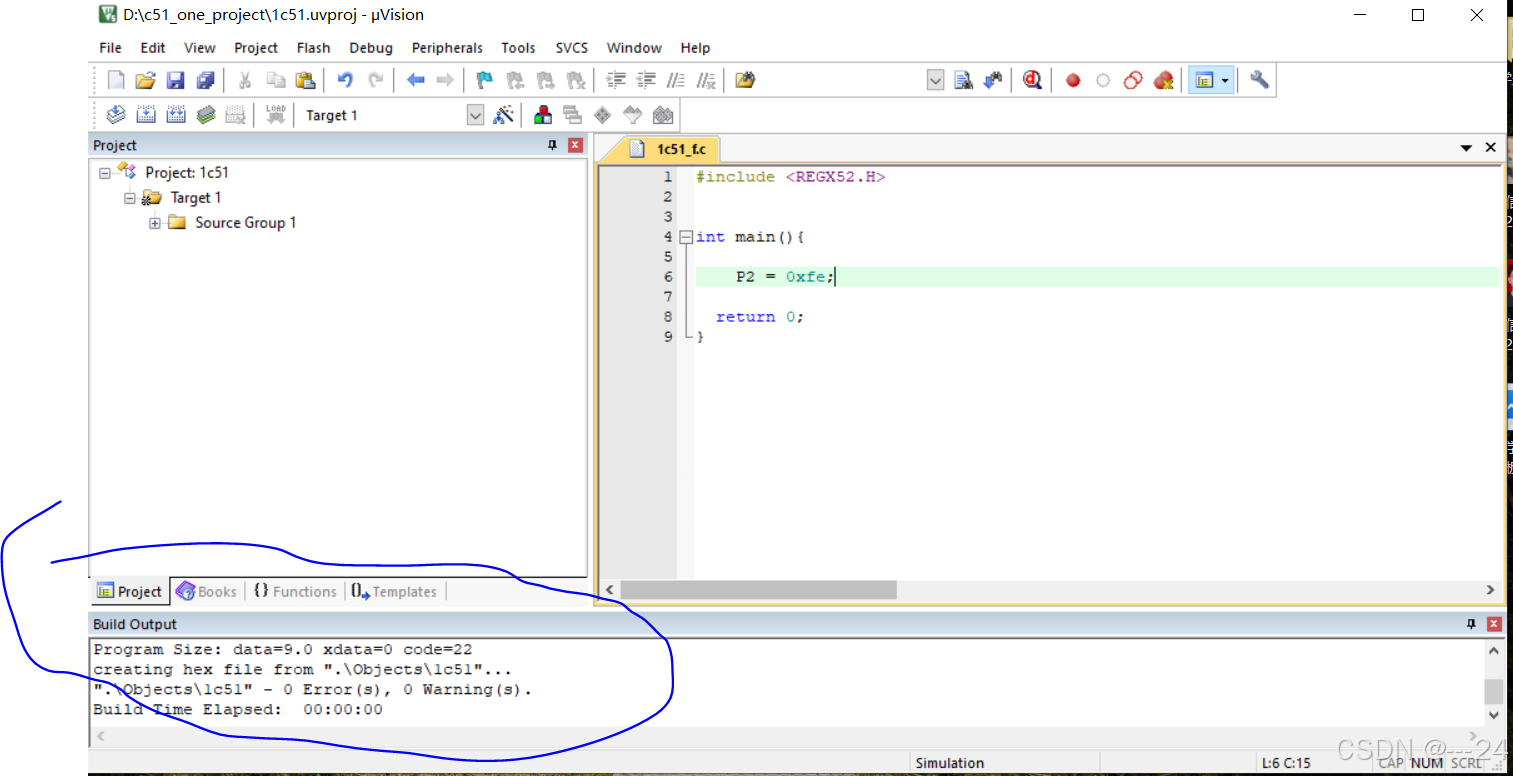 D:\c51_one_project\1c51.uvproj - µVision
File Edit View Project Flash Debug Peripherals Tools SVCS Window Help
LOAD
Target 1
Project
Project: 1c51
Target 1
Source Group 1
1c51_f.c
1 #include <REGX52.H>
2
3
4 int main(){
5
6 P2 = 0xfe;
7
8 return 0;
9 }
Project Books {} Functions Templates
Build Output
Program Size: data=9.0 xdata=0 code=22
creating hex file from ".\Objects\1c51"...
".\Objects\1c51" - 0 Error(s), 0 Warning(s).
Build Time Elapsed: 00:00:00
Simulation L:6 C:15 CAP NUM SCRL
CSDN @---24